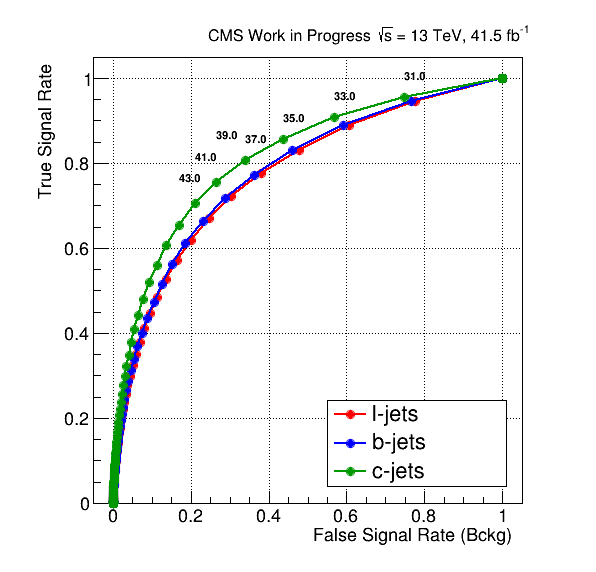 CMS Work in Progress √s = 13 TeV, 41.5 fb⁻¹
True Signal Rate
1
0.8
0.6
0.4
0.2
0
31.0
33.0
35.0
37.0
39.0
41.0
43.0
l-jets
b-jets
c-jets
0 0.2 0.4 0.6 0.8 1
False Signal Rate (Bckg)